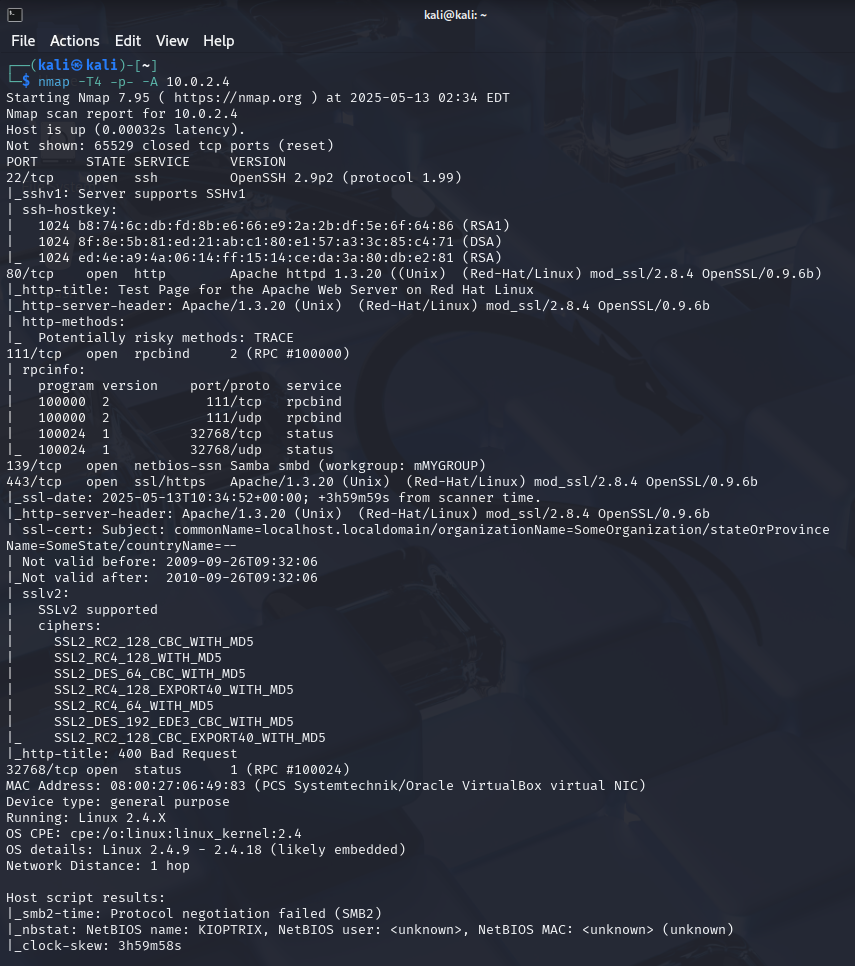 kali@kali: ~
File Actions Edit View Help
┌──(kali㉿kali)-[~]
└─$ nmap -T4 -p- -A 10.0.2.4
Starting Nmap 7.95 ( https://nmap.org ) at 2025-05-13 02:34 EDT
Nmap scan report for 10.0.2.4
Host is up (0.00032s latency).
Not shown: 65529 closed tcp ports (reset)
PORT      STATE SERVICE     VERSION
22/tcp    open  ssh         OpenSSH 2.9p2 (protocol 1.99)
|_sshv1: Server supports SSHv1
| ssh-hostkey:
|   1024 b8:74:6c:db:fd:8b:e6:66:e9:2a:2b:df:5e:6f:64:86 (RSA1)
|   1024 8f:8e:5b:81:ed:21:ab:c1:80:e1:57:a3:3c:85:c4:71 (DSA)
|_  1024 ed:4e:a9:4a:06:14:ff:15:14:ce:da:3a:80:db:e2:81 (RSA)
80/tcp    open  http        Apache httpd 1.3.20 ((Unix)  (Red-Hat/Linux) mod_ssl/2.8.4 OpenSSL/0.9.6b)
|_http-title: Test Page for the Apache Web Server on Red Hat Linux
|_http-server-header: Apache/1.3.20 (Unix)  (Red-Hat/Linux) mod_ssl/2.8.4 OpenSSL/0.9.6b
| http-methods:
|_  Potentially risky methods: TRACE
111/tcp   open  rpcbind     2 (RPC #100000)
| rpcinfo:
|   program version    port/proto  service
|   100000  2            111/tcp   rpcbind
|   100000  2            111/udp   rpcbind
|   100024  1          32768/tcp   status
|_  100024  1          32768/udp   status
139/tcp   open  netbios-ssn Samba smbd (workgroup: mMYGROUP)
443/tcp   open  ssl/https   Apache/1.3.20 (Unix)  (Red-Hat/Linux) mod_ssl/2.8.4 OpenSSL/0.9.6b
|_ssl-date: 2025-05-13T10:34:52+00:00; +3h59m59s from scanner time.
|_http-server-header: Apache/1.3.20 (Unix)  (Red-Hat/Linux) mod_ssl/2.8.4 OpenSSL/0.9.6b
| ssl-cert: Subject: commonName=localhost.localdomain/organizationName=SomeOrganization/stateOrProvince
Name=SomeState/countryName=--
| Not valid before: 2009-09-26T09:32:06
|_Not valid after:  2010-09-26T09:32:06
| sslv2:
|   SSLv2 supported
|   ciphers:
|     SSL2_RC2_128_CBC_WITH_MD5
|     SSL2_RC4_128_WITH_MD5
|     SSL2_DES_64_CBC_WITH_MD5
|     SSL2_RC4_128_EXPORT40_WITH_MD5
|     SSL2_RC4_64_WITH_MD5
|     SSL2_DES_192_EDE3_CBC_WITH_MD5
|_    SSL2_RC2_128_CBC_EXPORT40_WITH_MD5
|_http-title: 400 Bad Request
32768/tcp open  status      1 (RPC #100024)
MAC Address: 08:00:27:06:49:83 (PCS Systemtechnik/Oracle VirtualBox virtual NIC)
Device type: general purpose
Running: Linux 2.4.X
OS CPE: cpe:/o:linux:linux_kernel:2.4
OS details: Linux 2.4.9 - 2.4.18 (likely embedded)
Network Distance: 1 hop
Host script results:
|_smb2-time: Protocol negotiation failed (SMB2)
|_nbstat: NetBIOS name: KIOPTRIX, NetBIOS user: <unknown>, NetBIOS MAC: <unknown> (unknown)
|_clock-skew: 3h59m58s